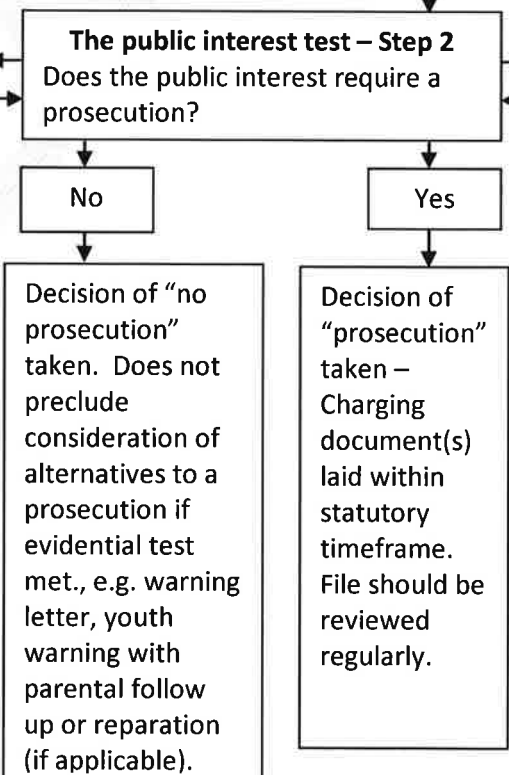 The public interest test – Step 2
Does the public interest require a
prosecution?
No
Yes
Decision of “no
prosecution”
taken.  Does not
preclude
consideration of
alternatives to a
prosecution if
evidential test
met., e.g. warning
letter, youth
warning with
parental follow
up or reparation
(if applicable).
Decision of
“prosecution”
taken –
Charging
document(s)
laid within
statutory
timeframe.
File should be
reviewed
regularly.